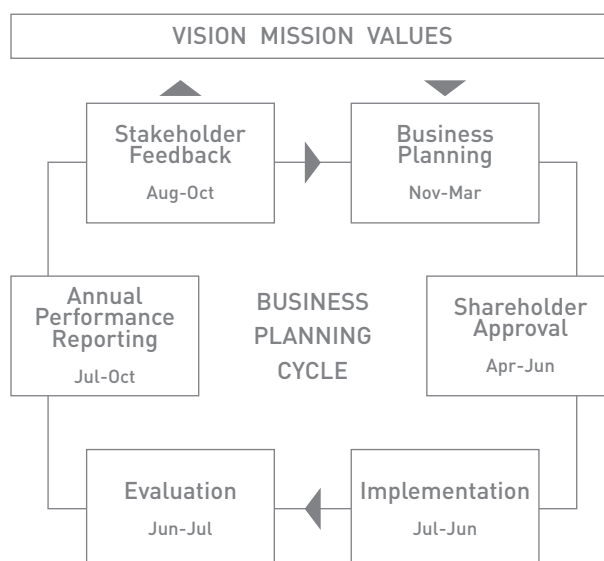 VISION MISSION VALUES
Stakeholder
Feedback
Aug-Oct
Business
Planning
Nov-Mar
Annual
Performance
Reporting
Jul-Oct
BUSINESS
PLANNING
CYCLE
Shareholder
Approval
Apr-Jun
Evaluation
Jun-Jul
Implementation
Jul-Jun